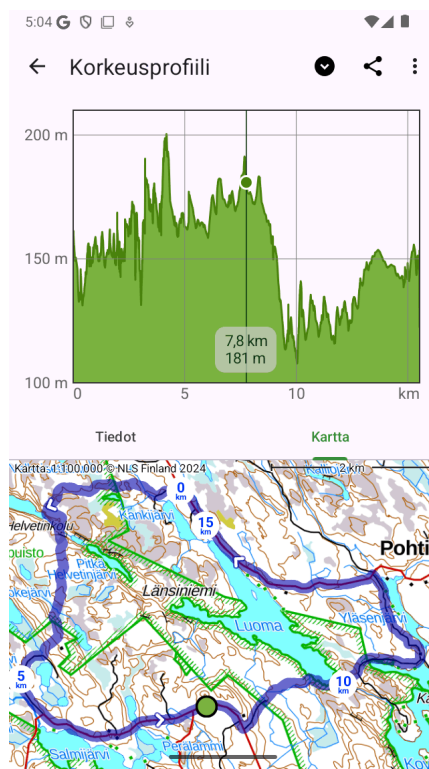 5:04
Korkeusprofiili
200 m
150 m
100 m
7,8 km
181 m
0
5
10
km
Tiedot
Kartta
Kartta: 1:100 000 © NLS Finland 2024
2 km
0
km
Kankijärvi
15
km
Helvetinkolu
puisto
Pitkä
Helvetinjärvi
Länsiniemi
Pohti
Luoma
Yläsenjärvi
5
km
10
km
Salmijärvi
Perälammi